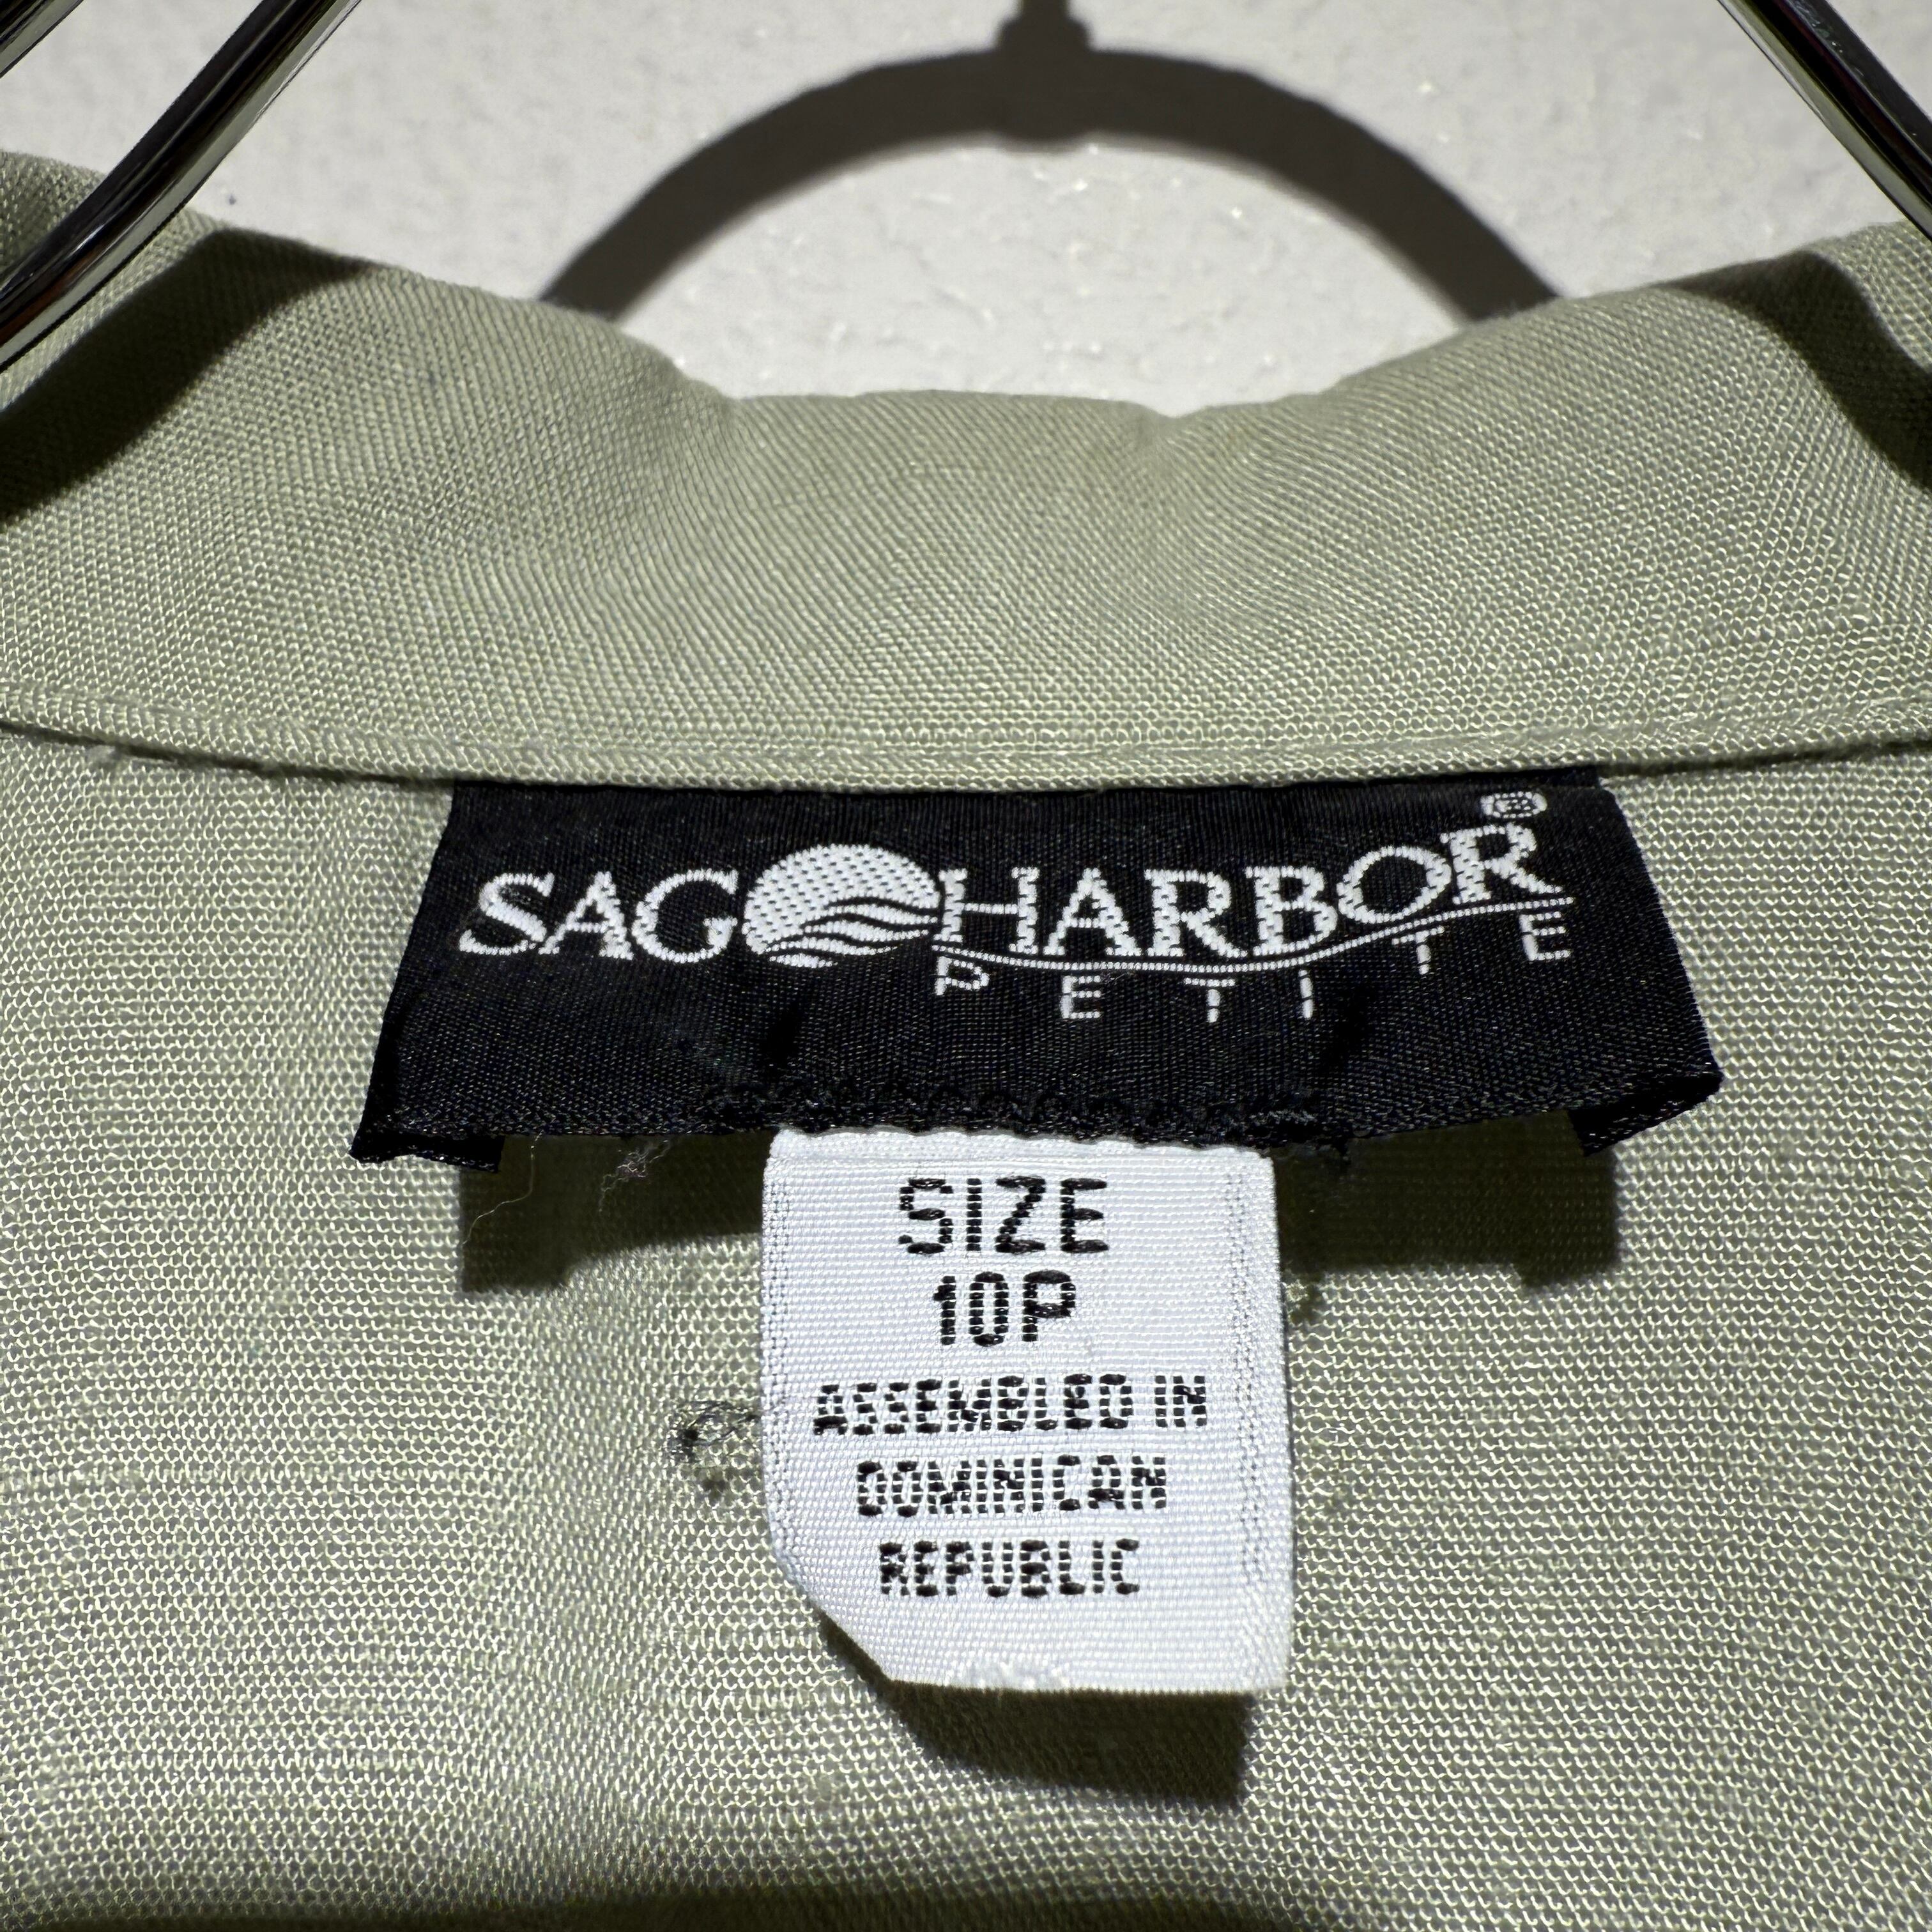 SAG HARBOR®
PETITE
SIZE
10P
ASSEMBLED IN
DOMINICAN
REPUBLIC